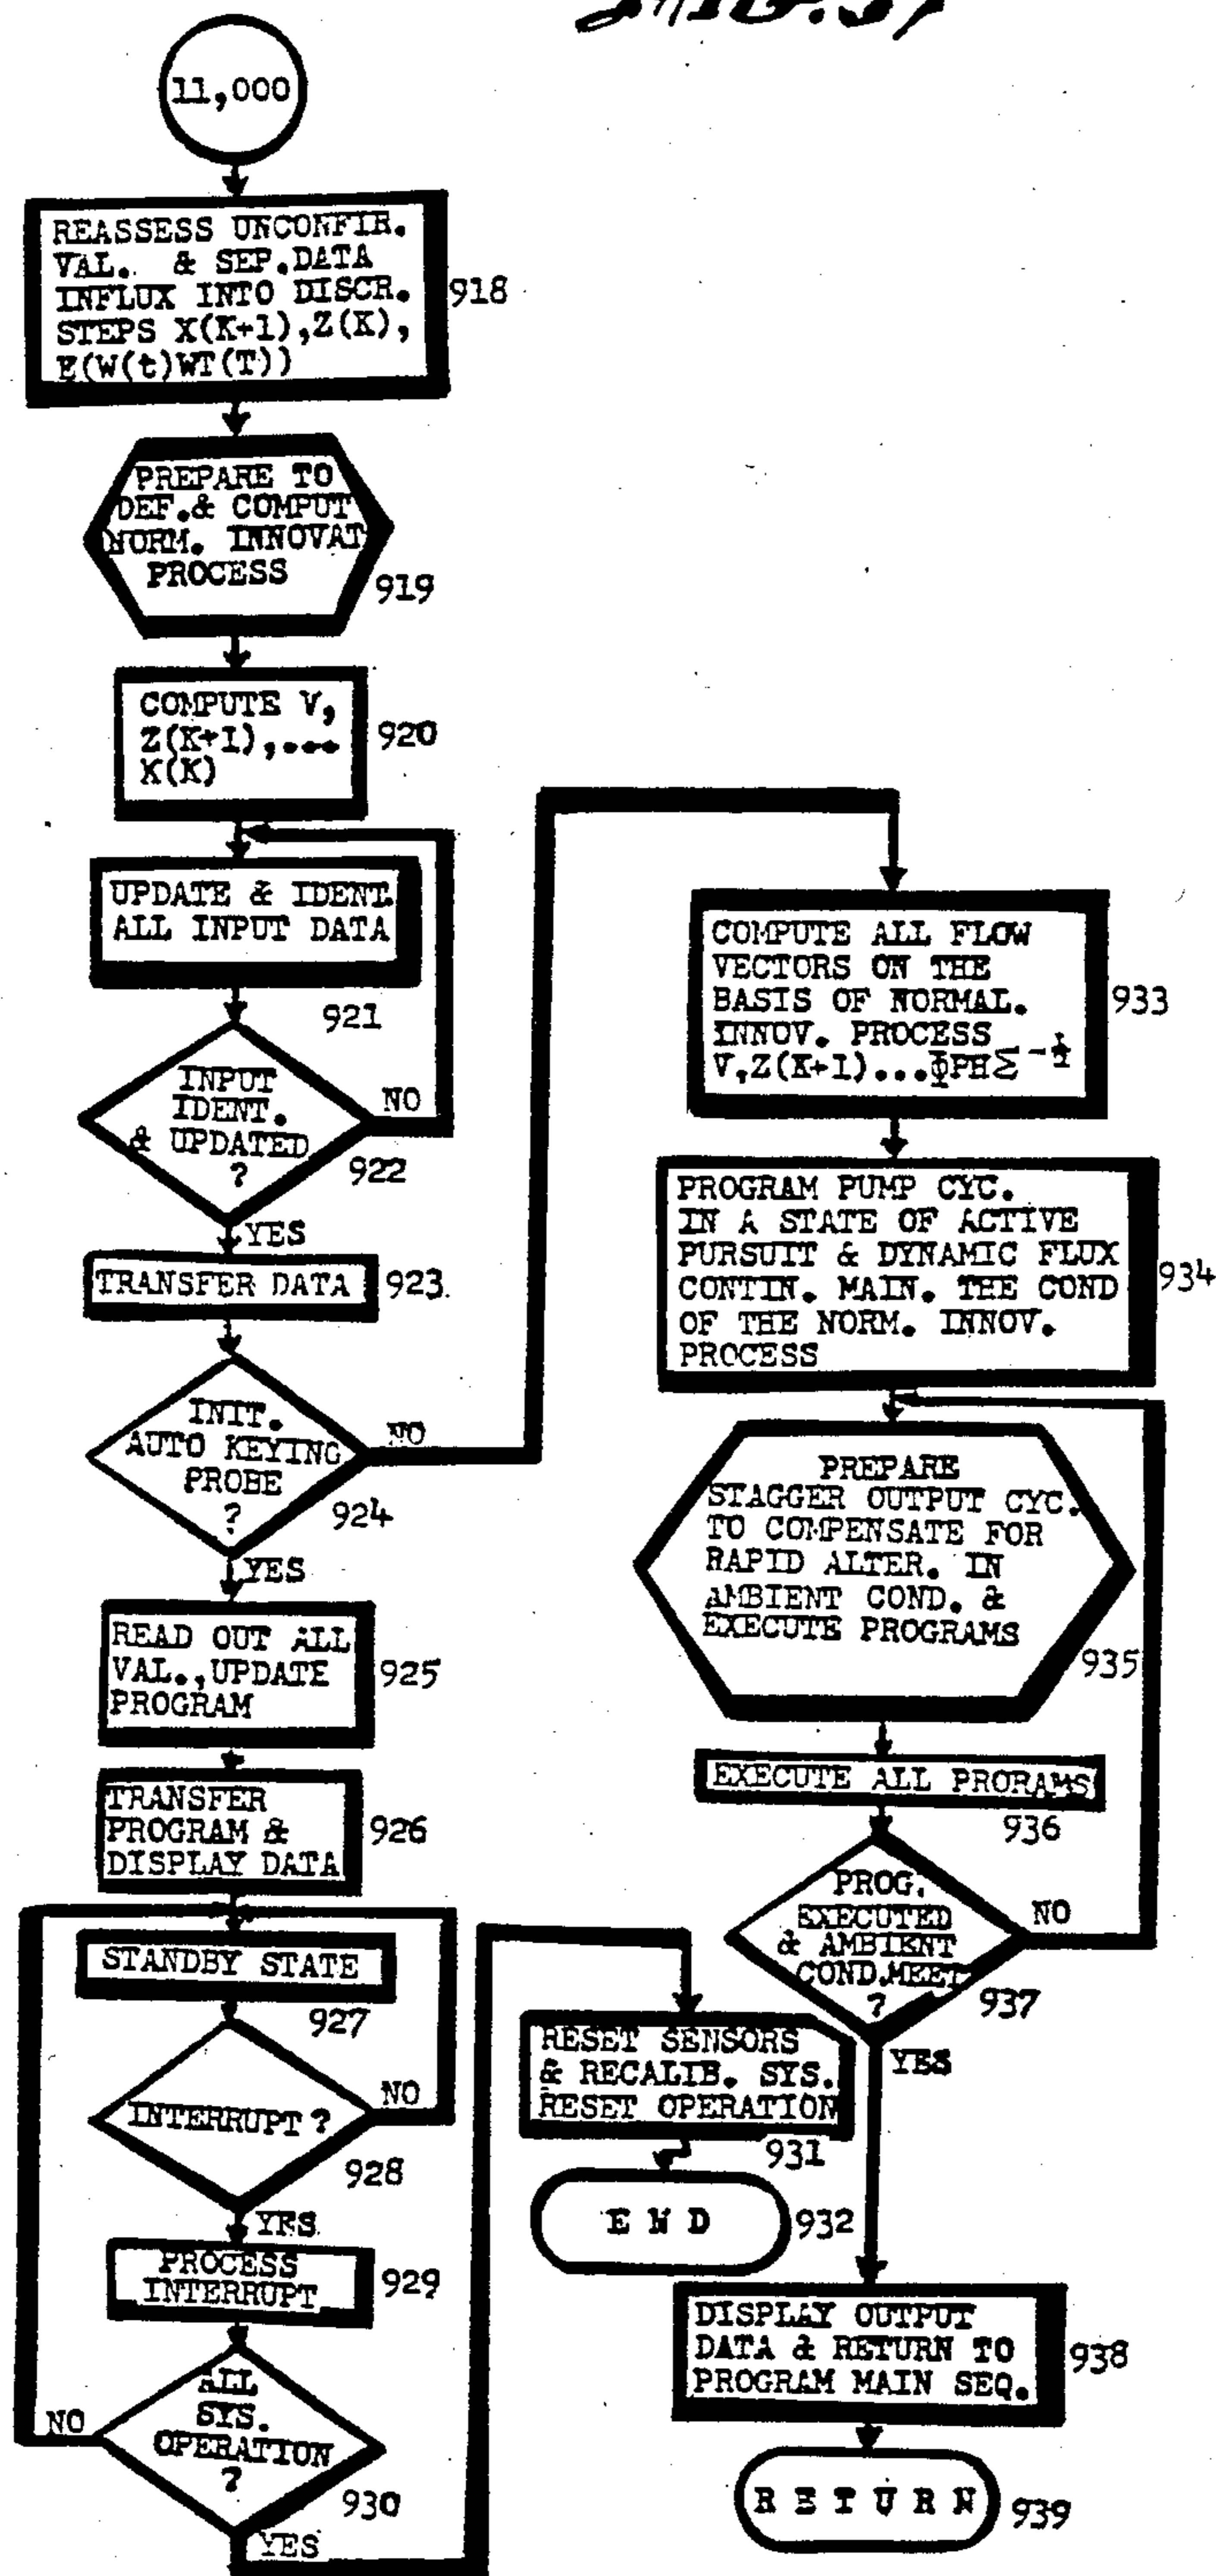 11,000
REASSESS UNCONFIR.
VAL. & SEP.DATA
INFLUX INTO DISCR.
STEPS X(K+1),Z(K),
E(W(t)WT(T))
918
PREPARE TO
DEF.& COMPUT
NORM. INNOVAT
PROCESS
919
COMPUTE V,
Z(K+1),...
K(K)
920
UPDATE & IDENT.
ALL INPUT DATA
921
INPUT
IDENT.
& UPDATED
?
NO
922
YES
TRANSFER DATA
923
INIT.
AUTO KEYING
PROBE
?
NO
924
YES
READ OUT ALL
VAL.,UPDATE
PROGRAM
925
TRANSFER
PROGRAM &
DISPLAY DATA
926
STANDBY STATE
927
INTERRUPT ?
NO
928
YES
PROCESS
INTERRUPT
929
ALL
SYS.
OPERATION
?
NO
930
YES
RESET SENSORS
& RECALIB. SYS.
RESET OPERATION
931
E N D
932
COMPUTE ALL FLOW
VECTORS ON THE
BASIS OF NORMAL.
INNOV. PROCESS
V,Z(K+1)...ΦPHΣ^-½
933
PROGRAM PUMP CYC.
IN A STATE OF ACTIVE
PURSUIT & DYNAMIC FLUX
CONTIN. MAIN. THE COND
OF THE NORM. INNOV.
PROCESS
934
PREPARE
STAGGER OUTPUT CYC.
TO COMPENSATE FOR
RAPID ALTER. IN
AMBIENT COND. &
EXECUTE PROGRAMS
935
EXECUTE ALL PRORAMS
936
PROG.
EXECUTED
& AMBIENT
COND.MEET
?
NO
937
YES
DISPLAY OUTPUT
DATA & RETURN TO
PROGRAM MAIN SEQ.
938
R E T U R N
939